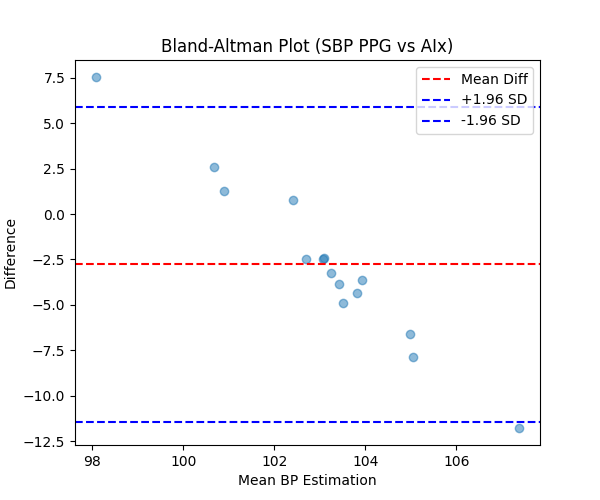 Bland-Altman Plot (SBP PPG vs AIx)
7.5
5.0
2.5
0.0
−2.5
−5.0
−7.5
−10.0
−12.5
Difference
Mean Diff
+1.96 SD
-1.96 SD
98
100
102
104
106
Mean BP Estimation